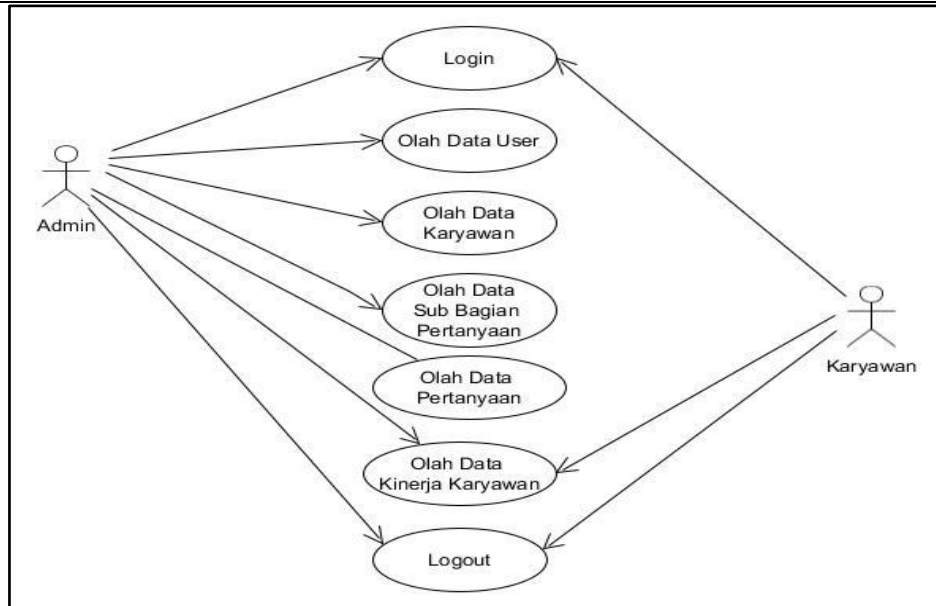 Login
Olah Data User
Admin
Olah Data
Karyawan
Olah Data
Sub Bagian
Pertanyaan
Karyawan
Olah Data
Pertanyaan
Olah Data
Kinerja Karyawan
Logout